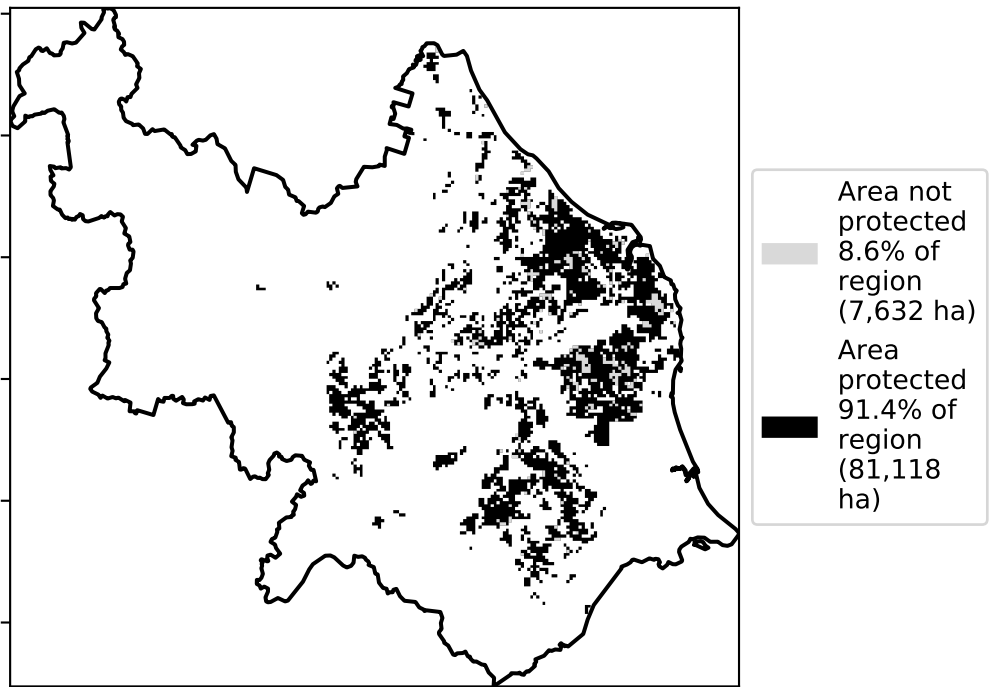 Area not
protected
8.6% of
region
(7,632 ha)
Area
protected
91.4% of
region
(81,118
ha)